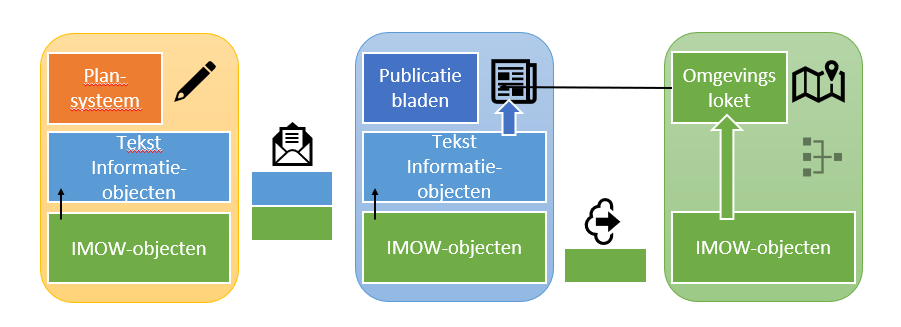 Plan-
systeem
Tekst
Informatie-
objecten
IMOW-objecten
Publicatie
bladen
Tekst
Informatie-
objecten
IMOW-objecten
Omgevings
loket
IMOW-objecten